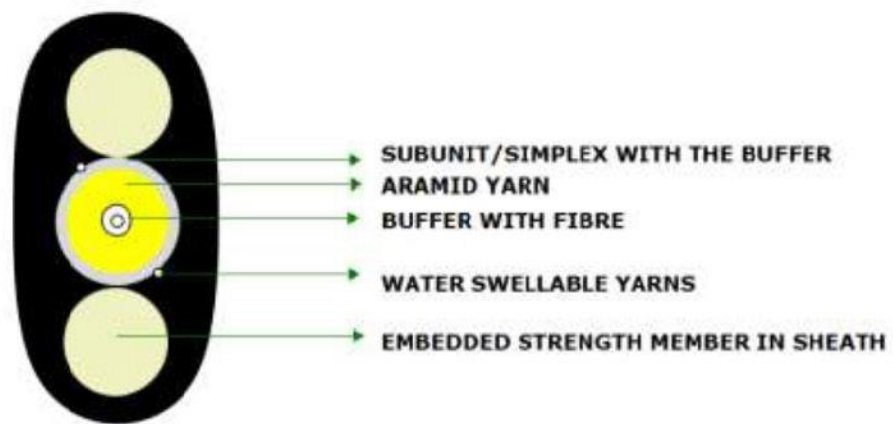 SUBUNIT/SIMPLEX WITH THE BUFFER
ARAMID YARN
BUFFER WITH FIBRE
WATER SWELLABLE YARNS
EMBEDDED STRENGTH MEMBER IN SHEATH